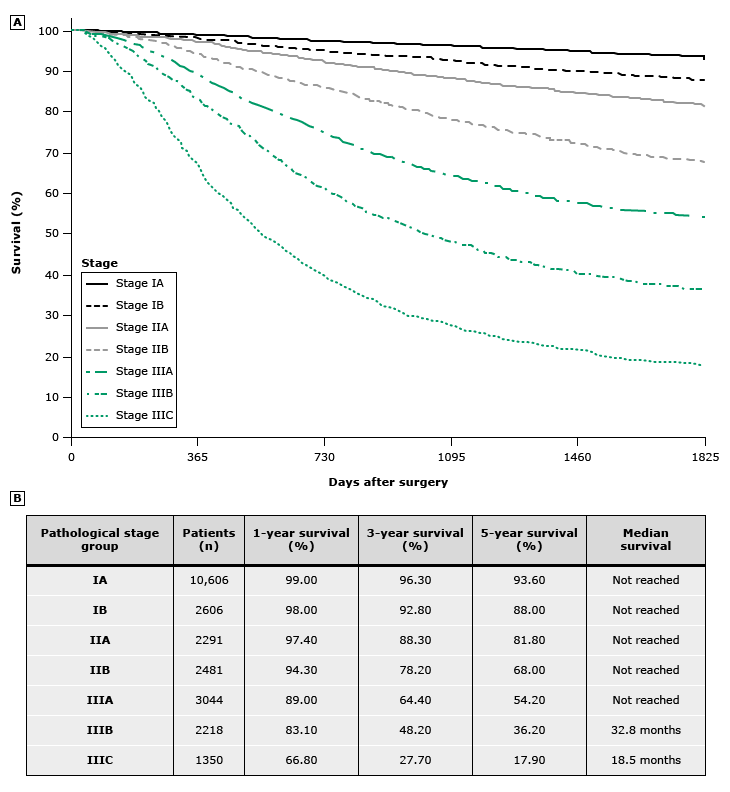 A
100
90
80
70
60
50
40
30
20
10
0
Survival (%)
Stage
Stage IA
Stage IB
Stage IIA
Stage IIB
Stage IIIA
Stage IIIB
Stage IIIC
0 365 730 1095 1460 1825
Days after surgery
B
Pathological stage group Patients (n) 1-year survival (%) 3-year survival (%) 5-year survival (%) Median survival
IA 10,606 99.00 96.30 93.60 Not reached
IB 2606 98.00 92.80 88.00 Not reached
IIA 2291 97.40 88.30 81.80 Not reached
IIB 2481 94.30 78.20 68.00 Not reached
IIIA 3044 89.00 64.40 54.20 Not reached
IIIB 2218 83.10 48.20 36.20 32.8 months
IIIC 1350 66.80 27.70 17.90 18.5 months